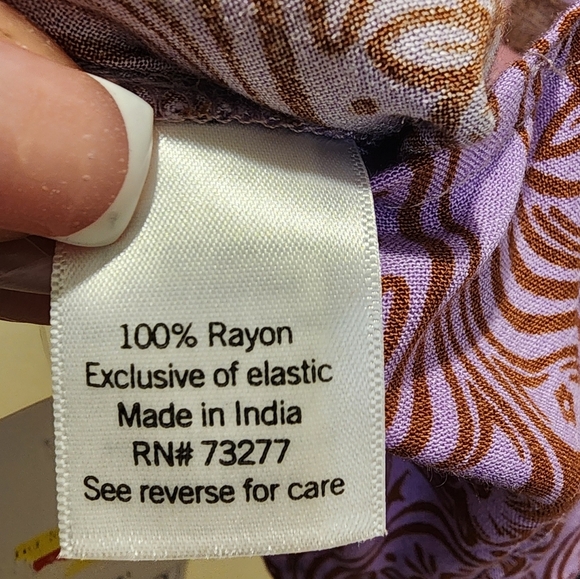 100% Rayon
Exclusive of elastic
Made in India
RN# 73277
See reverse for care